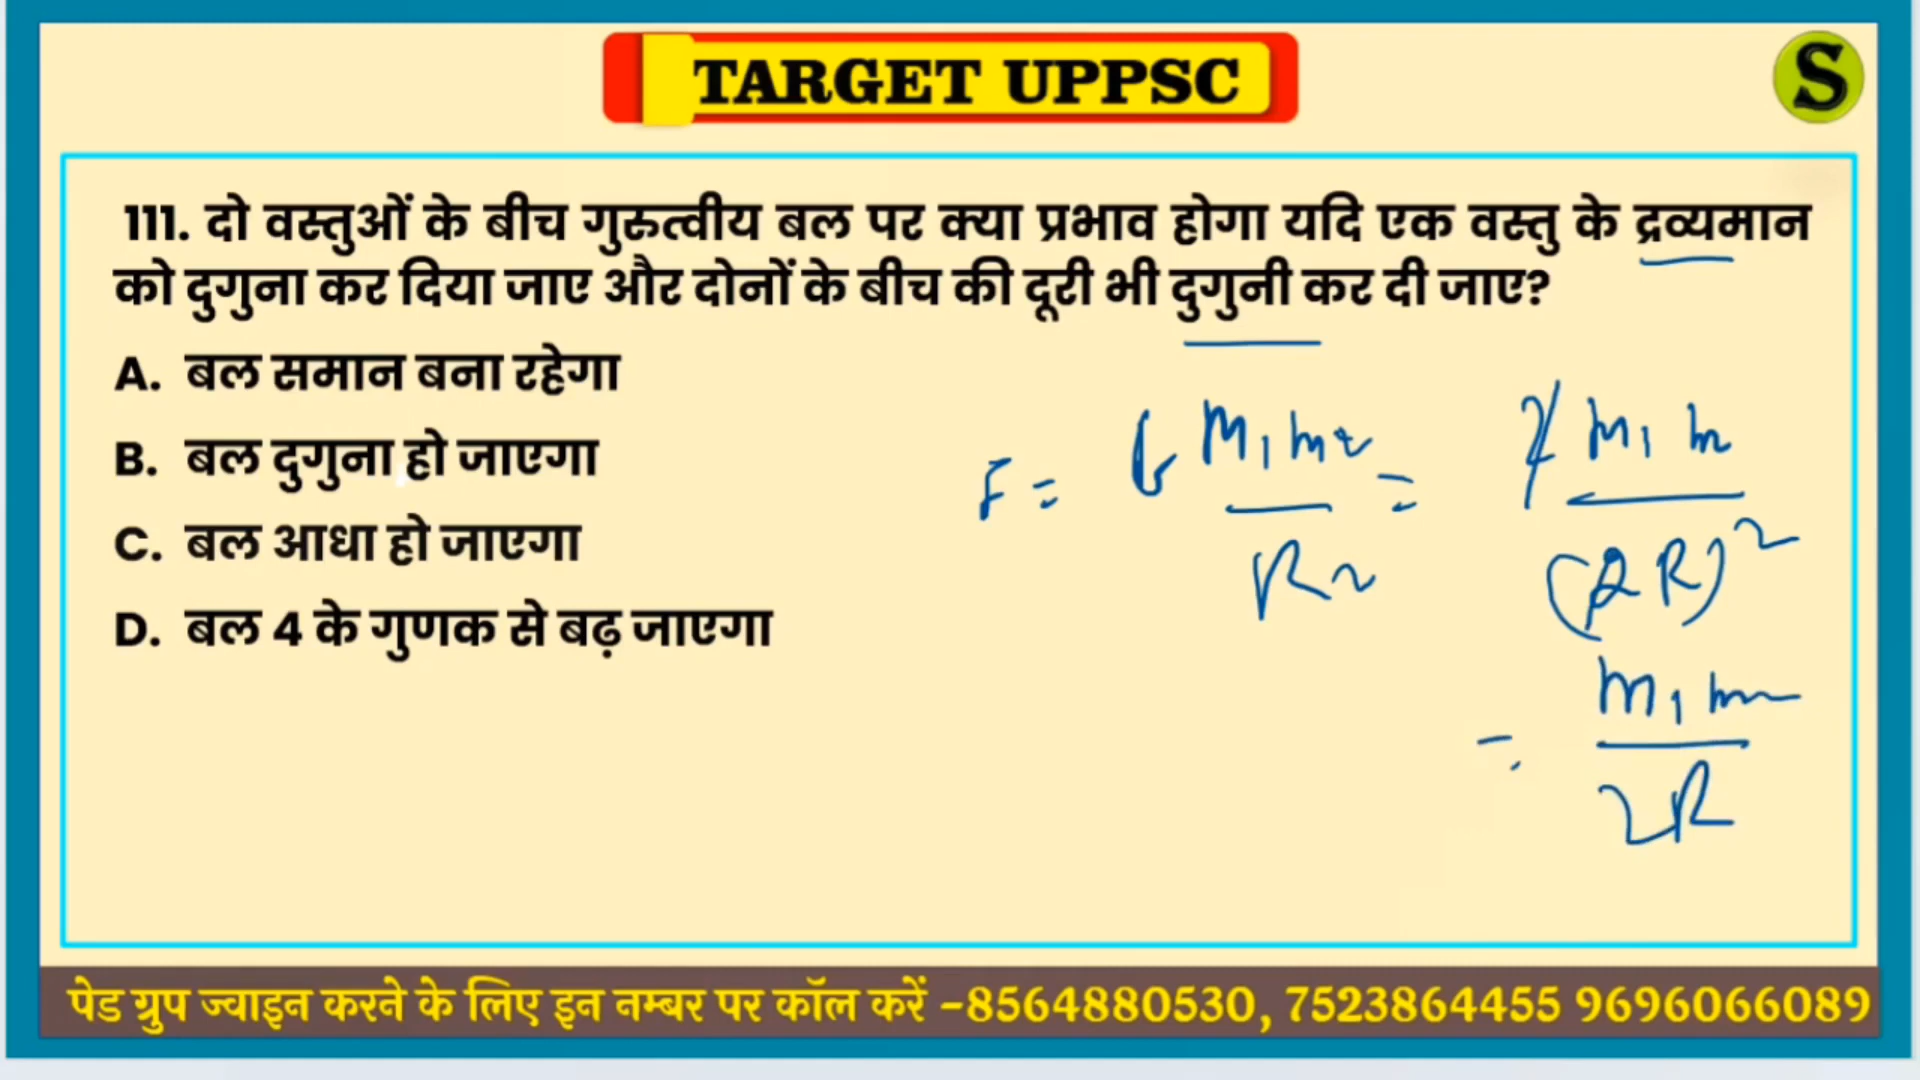 TARGET UPPSC
S
111. दो वस्तुओं के बीच गुरुत्वीय बल पर क्या प्रभाव होगा यदि एक वस्तु के द्रव्यमान
को दुगुना कर दिया जाए और दोनों के बीच की दूरी भी दुगुनी कर दी जाए?
A. बल समान बना रहेगा
B. बल दुगुना हो जाएगा
C. बल आधा हो जाएगा
D. बल 4 के गुणक से बढ़ जाएगा
F = G m1m2 / R2 = 2 m1 m / (2R)2
= m1 m / 2R
पेड ग्रुप ज्वाइन करने के लिए इन नम्बर पर कॉल करें -8564880530, 7523864455 9696066089